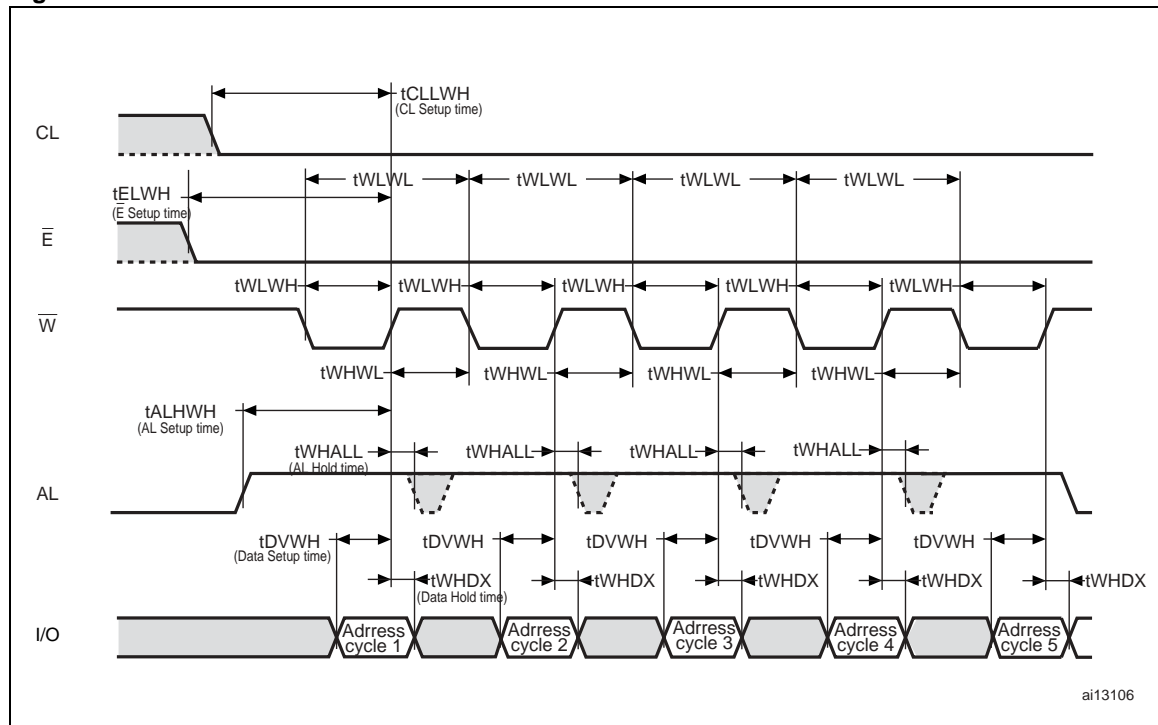 tCLLWH
(CL Setup time)
CL
tWLWL tWLWL tWLWL tWLWL
tELWH
(E̅ Setup time)
E̅
tWLWH tWLWH tWLWH tWLWH tWLWH
W̅
tWHWL tWHWL tWHWL tWHWL
tALHWH
(AL Setup time)
tWHALL tWHALL tWHALL tWHALL
(AL Hold time)
AL
tDVWH tDVWH tDVWH tDVWH tDVWH
(Data Setup time)
tWHDX tWHDX tWHDX tWHDX tWHDX
(Data Hold time)
I/O
Adrress cycle 1
Adrress cycle 2
Adrress cycle 3
Adrress cycle 4
Adrress cycle 5
ai13106